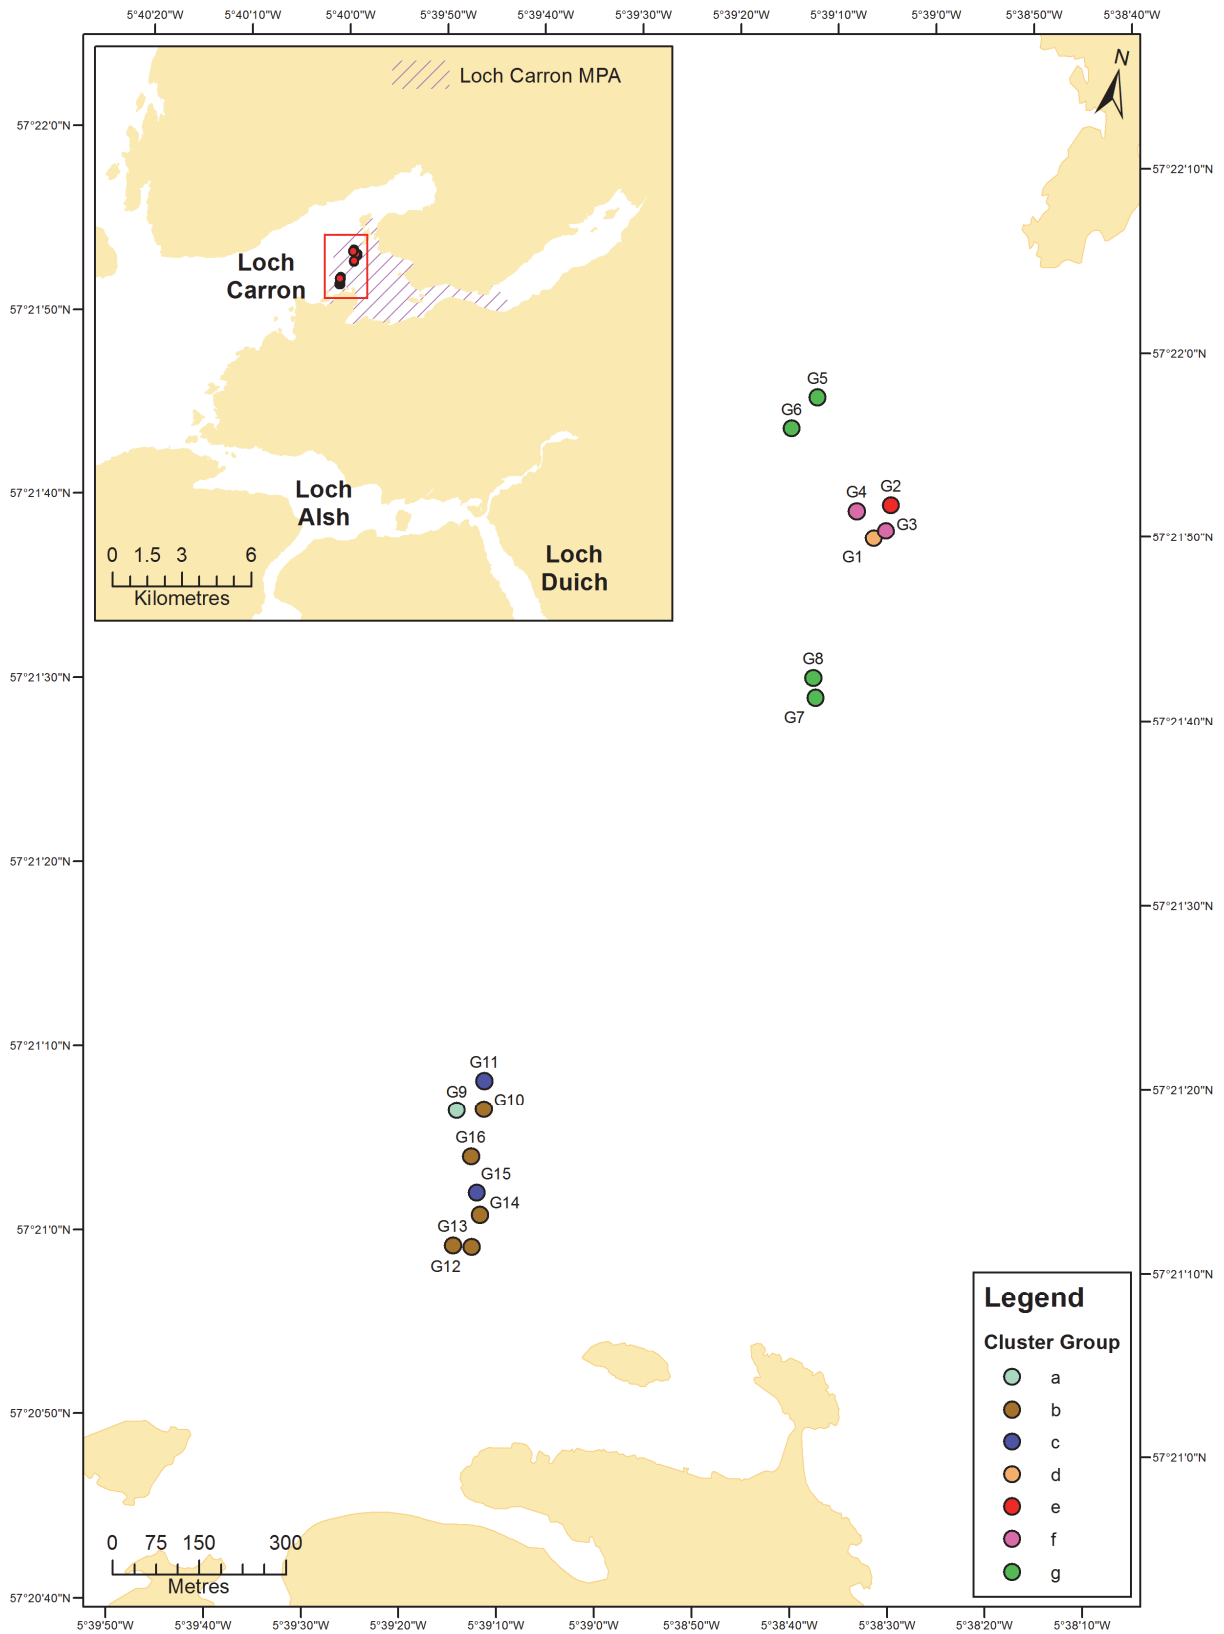 5°40'20"W 5°40'10"W 5°40'0"W 5°39'50"W 5°39'40"W 5°39'30"W 5°39'20"W 5°39'10"W 5°39'0"W 5°38'50"W 5°38'40"W
N
Loch Carron MPA
57°22'0"N
57°22'10"N
Loch
Carron
57°21'50"N
57°22'0"N
G5
G6
57°21'40"N
Loch
Alsh
G4 G2
G3
G1
57°21'50"N
Loch
Duich
0 1.5 3 6
Kilometres
57°21'30"N
G8
G7
57°21'40"N
57°21'20"N
57°21'30"N
57°21'10"N
G11
G9
G10
57°21'20"N
G16
G15
G14
57°21'0"N
G13
G12
57°21'10"N
Legend
Cluster Group
a
b
c
d
e
f
g
57°20'50"N
57°21'0"N
0 75 150 300
Metres
57°20'40"N
5°39'50"W 5°39'40"W 5°39'30"W 5°39'20"W 5°39'10"W 5°39'0"W 5°38'50"W 5°38'40"W 5°38'30"W 5°38'20"W 5°38'10"W